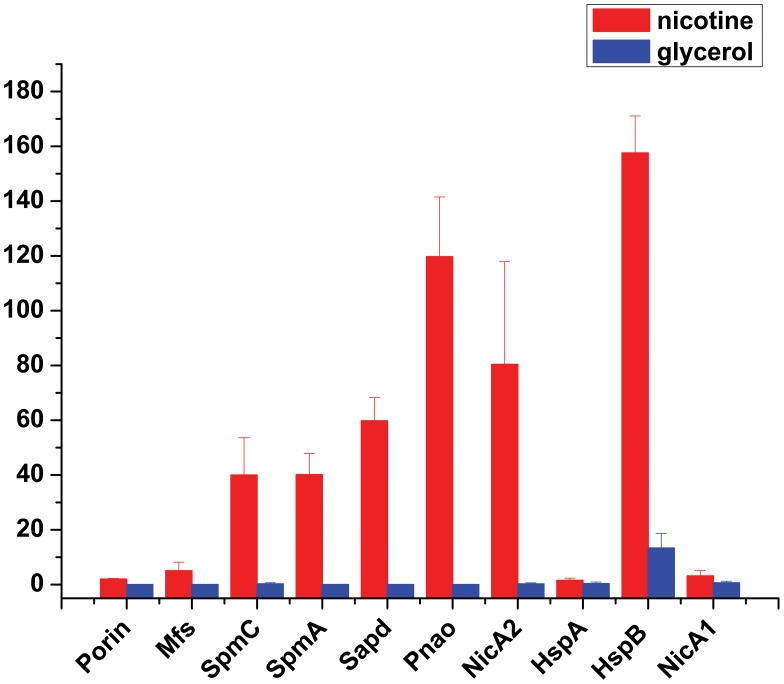 nicotine
glycerol
180
160
140
120
100
80
60
40
20
0
Porin
Mfs
SpmC
SpmA
Sapd
Pnao
NicA2
HspA
HspB
NicA1